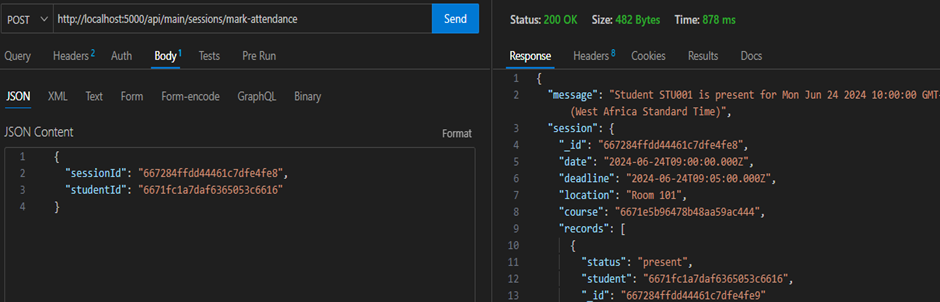 POST http://localhost:5000/api/main/sessions/mark-attendance Send
Query Headers 2 Auth Body 1 Tests Pre Run
JSON XML Text Form Form-encode GraphQL Binary
JSON Content Format
1 {
2 "sessionId": "667284ffdd44461c7dfe4fe8",
3 "studentId": "6671fc1a7daf6365053c6616"
4 }
Status: 200 OK Size: 482 Bytes Time: 878 ms
Response Headers 8 Cookies Results Docs
1 {
2 "message": "Student STU001 is present for Mon Jun 24 2024 10:00:00 GMT
(West Africa Standard Time)",
3 "session": {
4 "_id": "667284ffdd44461c7dfe4fe8",
5 "date": "2024-06-24T09:00:00.000Z",
6 "deadline": "2024-06-24T09:05:00.000Z",
7 "location": "Room 101",
8 "course": "6671e5b96478b48aa59ac444",
9 "records": [
10 {
11 "status": "present",
12 "student": "6671fc1a7daf6365053c6616",
13 "_id": "667284ffdd44461c7dfe4fe9"